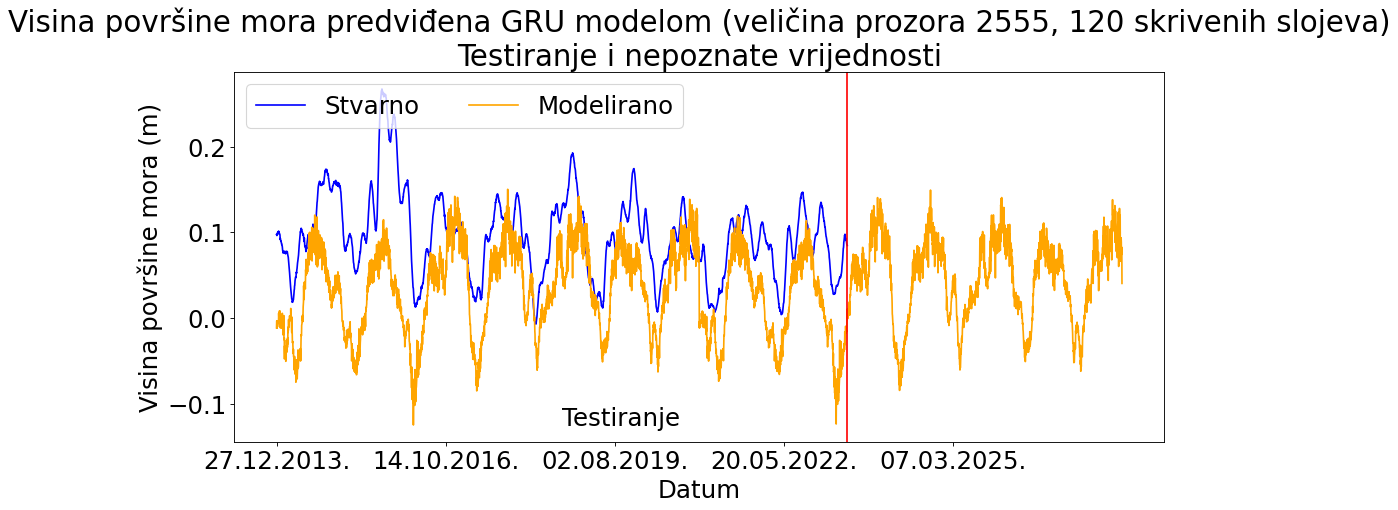 Visina površine mora predviđena GRU modelom (veličina prozora 2555, 120 skrivenih slojeva)
Testiranje i nepoznate vrijednosti
Stvarno Modelirano
Visina površine mora (m)
0.2
0.1
0.0
−0.1
Testiranje
27.12.2013. 14.10.2016. 02.08.2019. 20.05.2022. 07.03.2025.
Datum